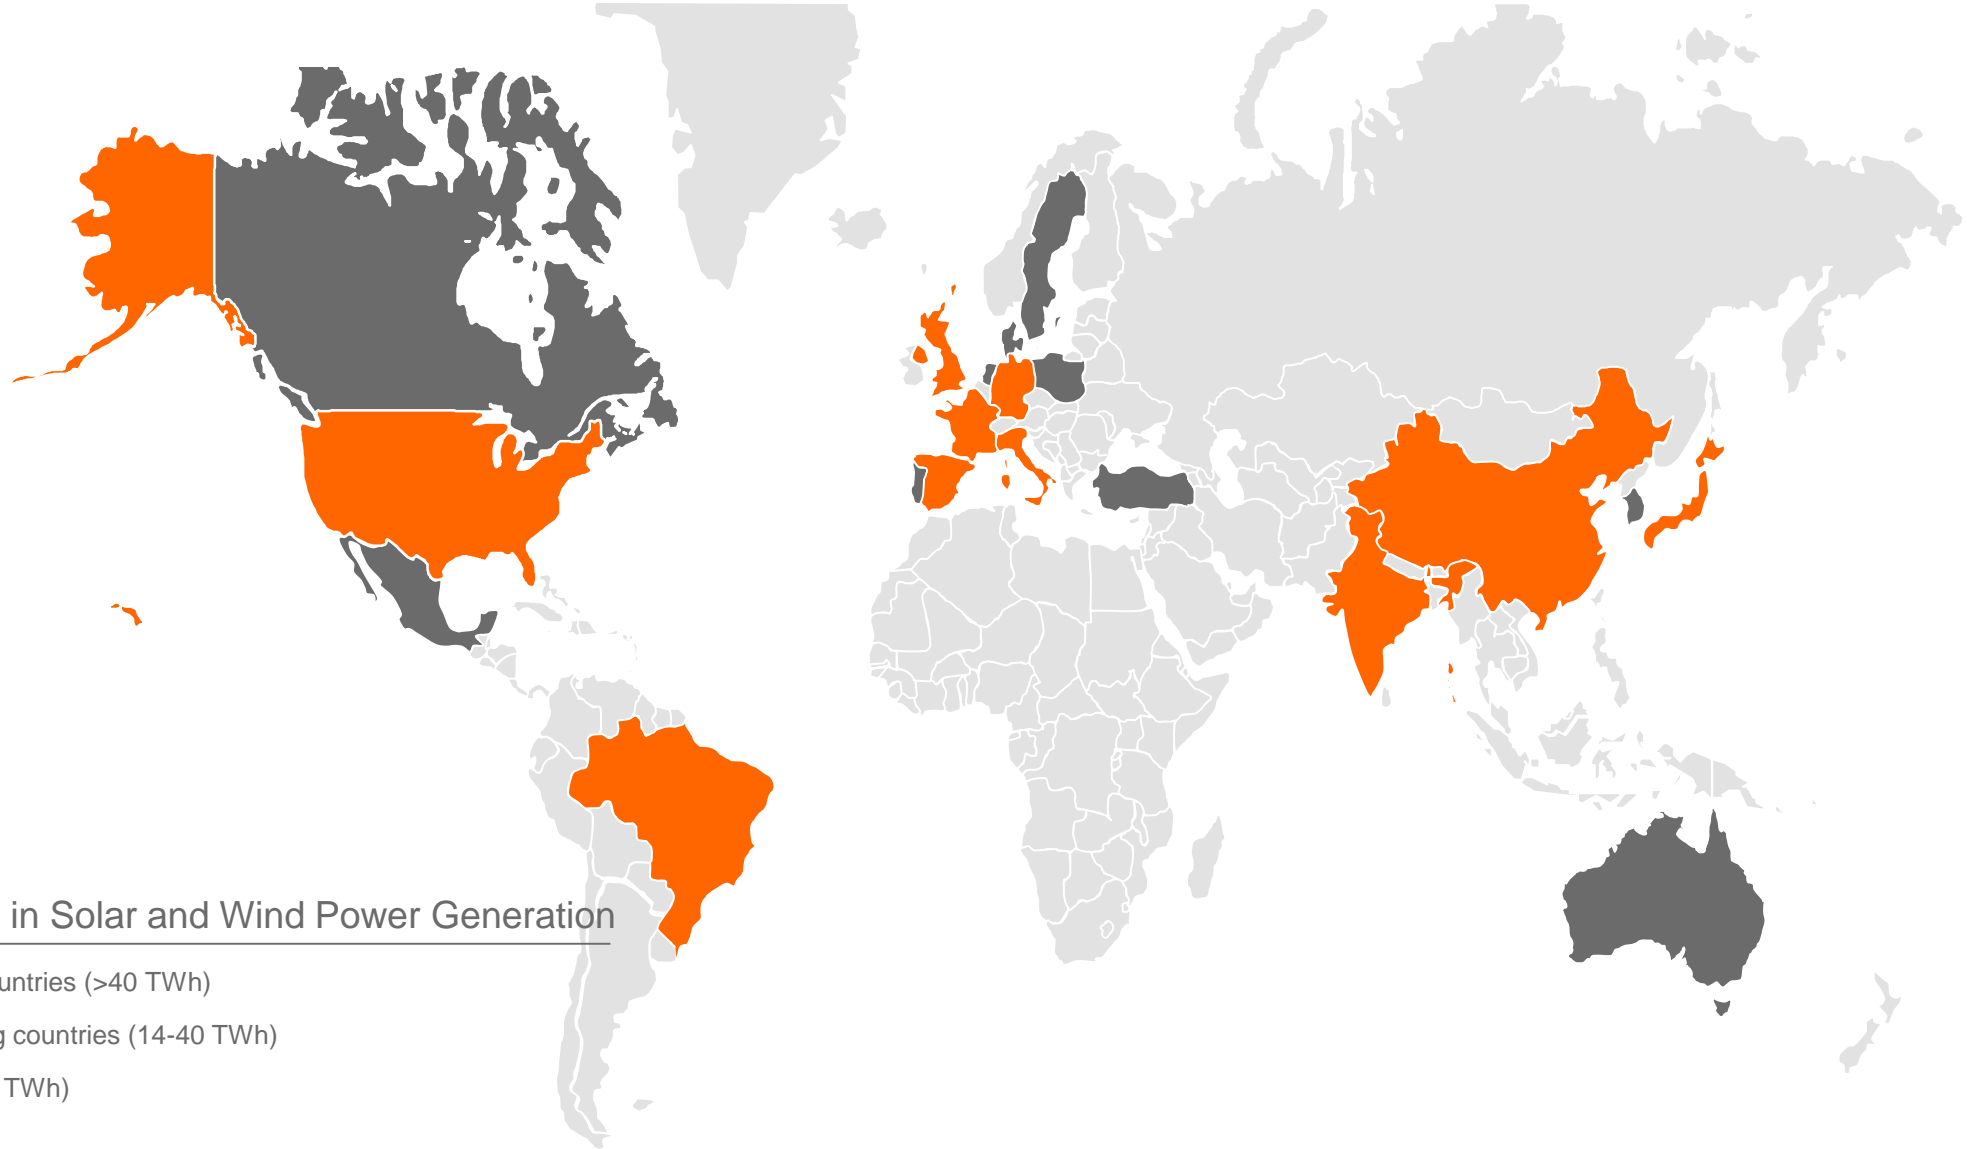 in Solar and Wind Power Generation
untries (>40 TWh)
g countries (14-40 TWh)
TWh)